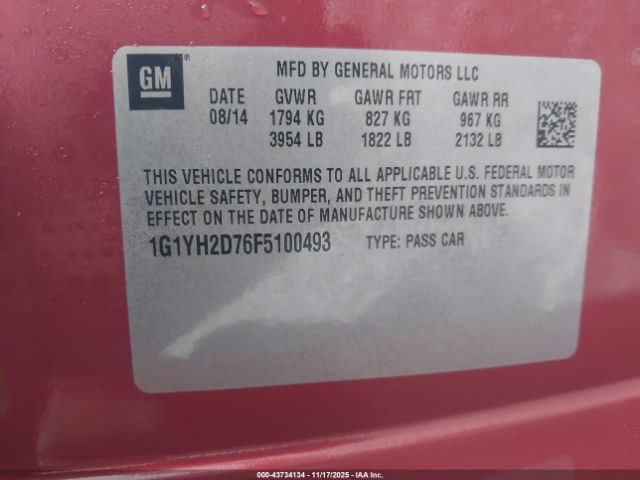 GM ®
MFD BY GENERAL MOTORS LLC
DATE GVWR GAWR FRT GAWR RR
08/14 1794 KG 827 KG 967 KG
3954 LB 1822 LB 2132 LB
THIS VEHICLE CONFORMS TO ALL APPLICABLE U.S. FEDERAL MOTOR
VEHICLE SAFETY, BUMPER, AND THEFT PREVENTION STANDARDS IN
EFFECT ON THE DATE OF MANUFACTURE SHOWN ABOVE.
1G1YH2D76F5100493 TYPE: PASS CAR
000-43734134 - 11/17/2025 - IAAI, Inc.